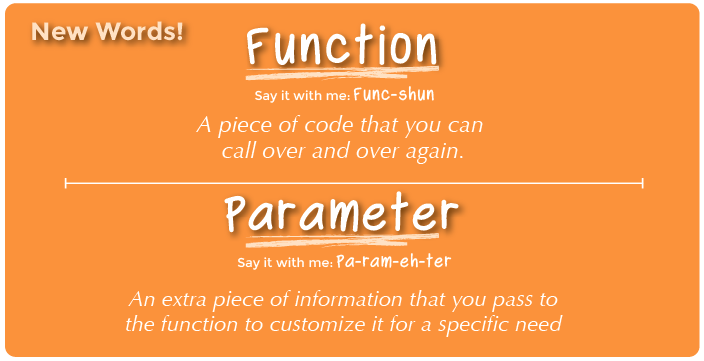 New Words!
Function
Say it with me: Func-shun
A piece of code that you can
call over and over again.
Parameter
Say it with me: Pa-ram-eh-ter
An extra piece of information that you pass to
the function to customize it for a specific need